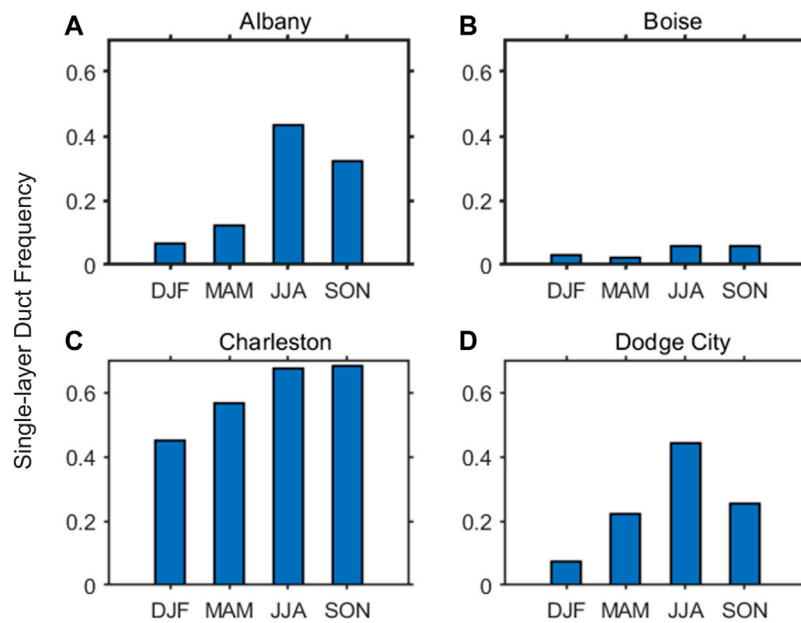 A Albany
0.6
0.4
0.2
0
DJF MAM JJA SON
B Boise
0.6
0.4
0.2
0
DJF MAM JJA SON
Single-layer Duct Frequency
C Charleston
0.6
0.4
0.2
0
DJF MAM JJA SON
D Dodge City
0.6
0.4
0.2
0
DJF MAM JJA SON